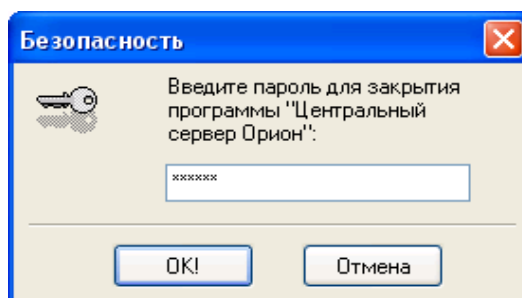 Безопасность
Введите пароль для закрытия
программы "Центральный
сервер Орион":
××××××
OK!
Отмена